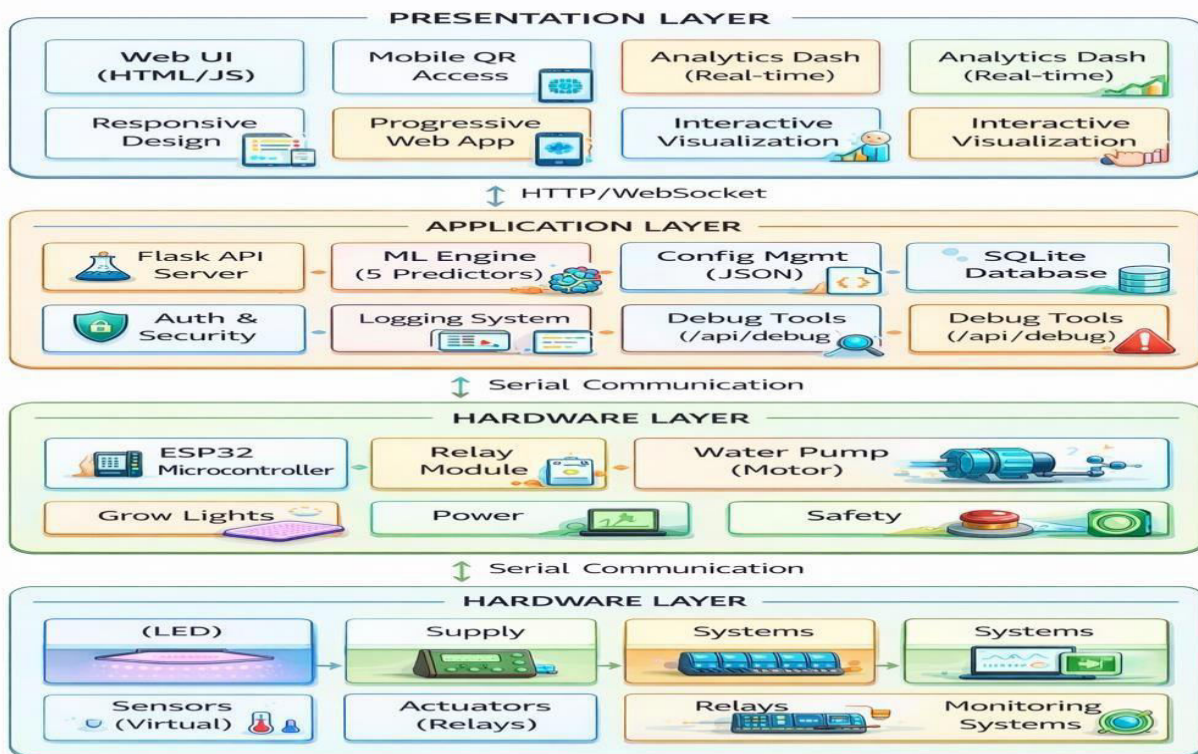 PRESENTATION LAYER
Web UI
(HTML/JS)
Mobile QR
Access
Analytics Dash
(Real-time)
Analytics Dash
(Real-time)
Responsive
Design
Progressive
Web App
Interactive
Visualization
Interactive
Visualization
HTTP/WebSocket
APPLICATION LAYER
Flask API
Server
ML Engine
(5 Predictors)
Config Mgmt
(JSON)
SQLite
Database
Auth &
Security
Logging System
Debug Tools
(/api/debug
Debug Tools
(/api/debug)
Serial Communication
HARDWARE LAYER
ESP32
Microcontroller
Relay
Module
Water Pump
(Motor)
Grow Lights
Power
Safety
Serial Communication
HARDWARE LAYER
(LED)
Supply
Systems
Systems
Sensors
(Virtual)
Actuators
(Relays)
Relays
Monitoring
Systems